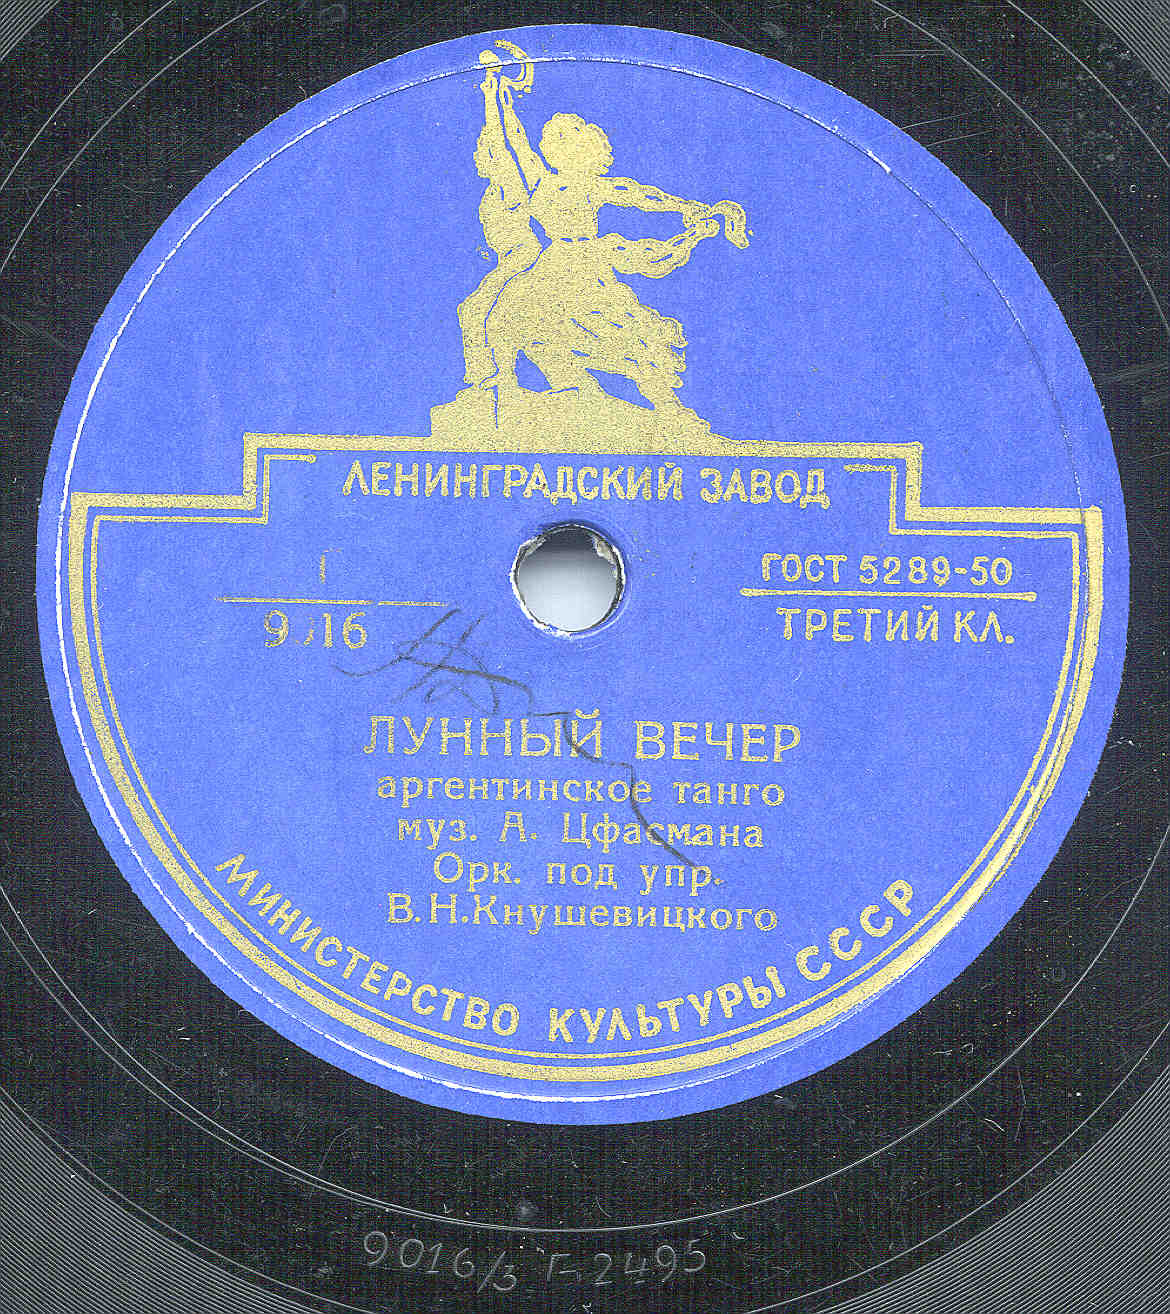 ЛЕНИНГРАДСКИЙ ЗАВОД
ГОСТ 5289-50
ТРЕТИЙ КЛ.
9016
ЛУННЫЙ ВЕЧЕР
аргентинское танго
муз. А. Цфасмана
Орк. под упр.
В.Н.Кнушевицкого
МИНИСТЕРСТВО КУЛЬТУРЫ СССР
9016/3 Г-2495